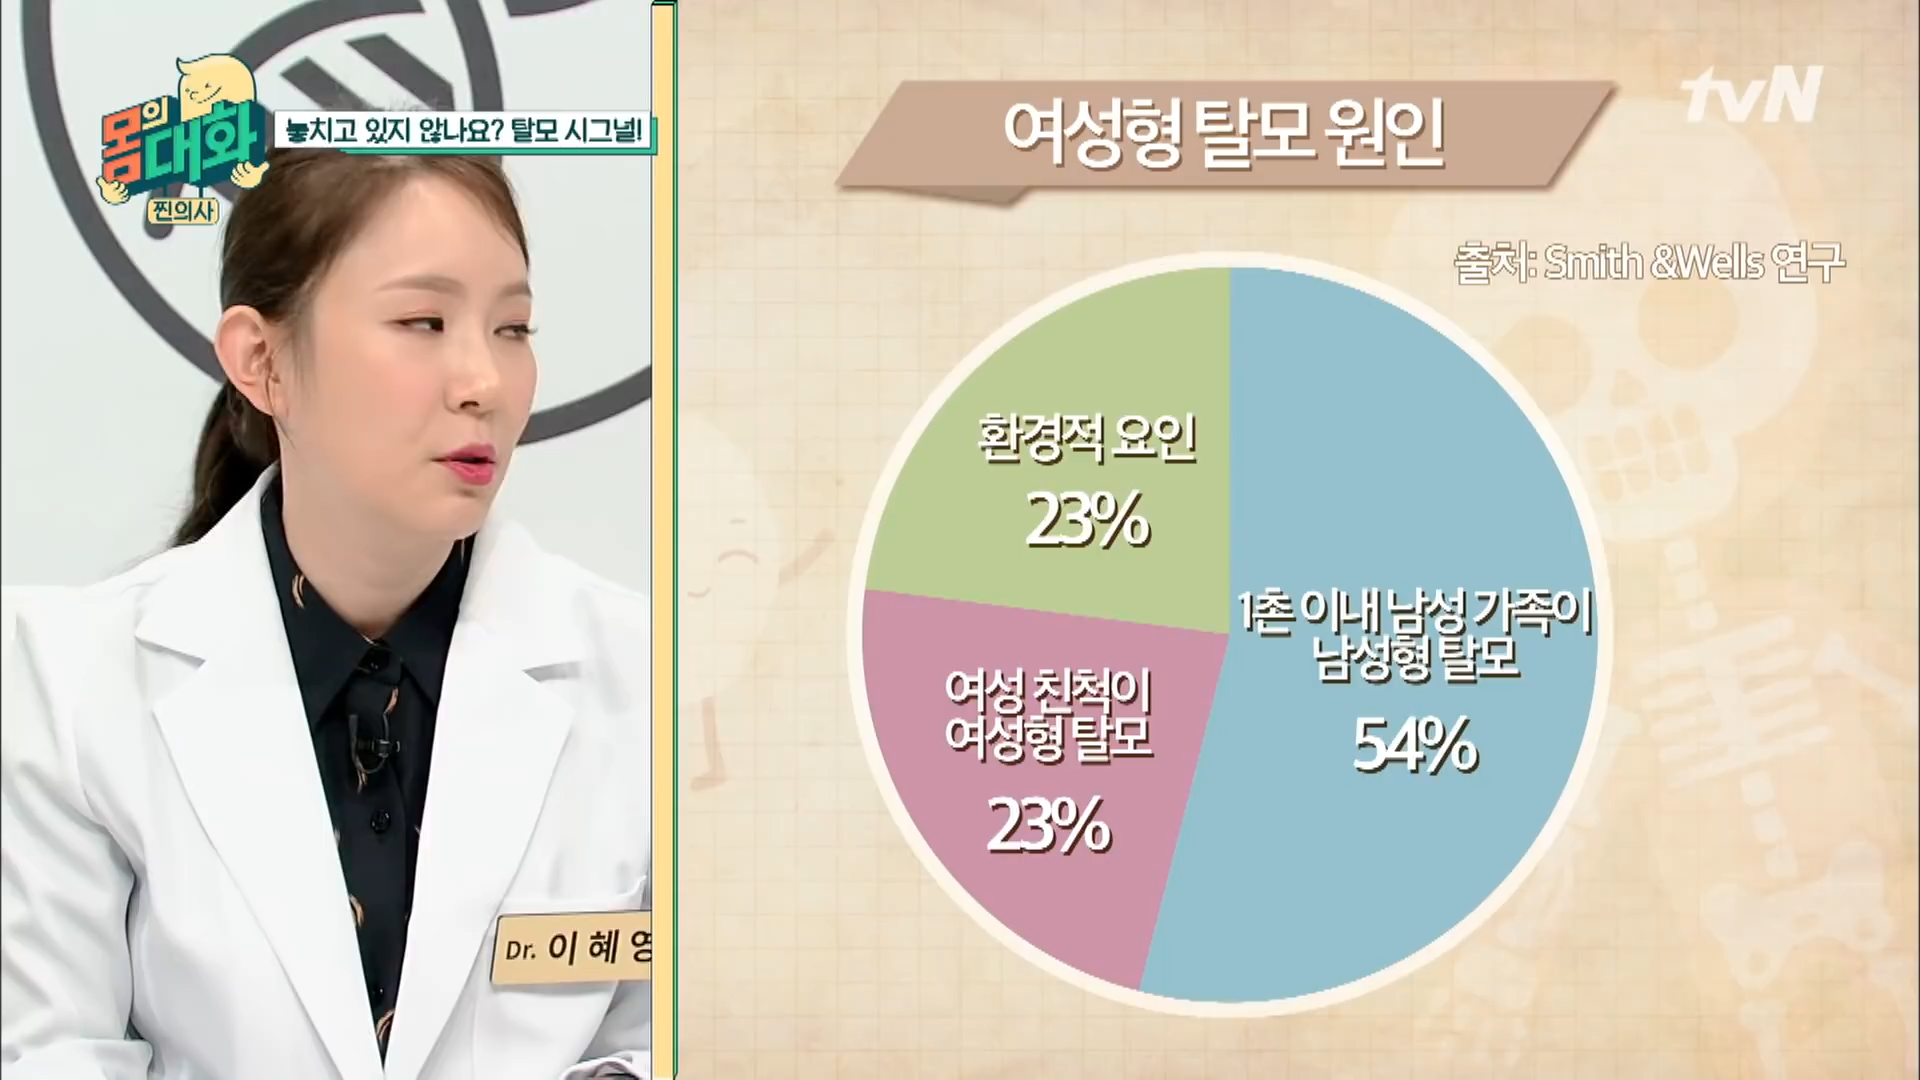 몸의
대화
찐의사
놓치고 있지 않나요? 탈모 시그널!
Dr. 이 혜 영
tvN
여성형 탈모 원인
출처: Smith &Wells 연구
환경적 요인
23%
1촌 이내 남성 가족이
남성형 탈모
54%
여성 친척이
여성형 탈모
23%